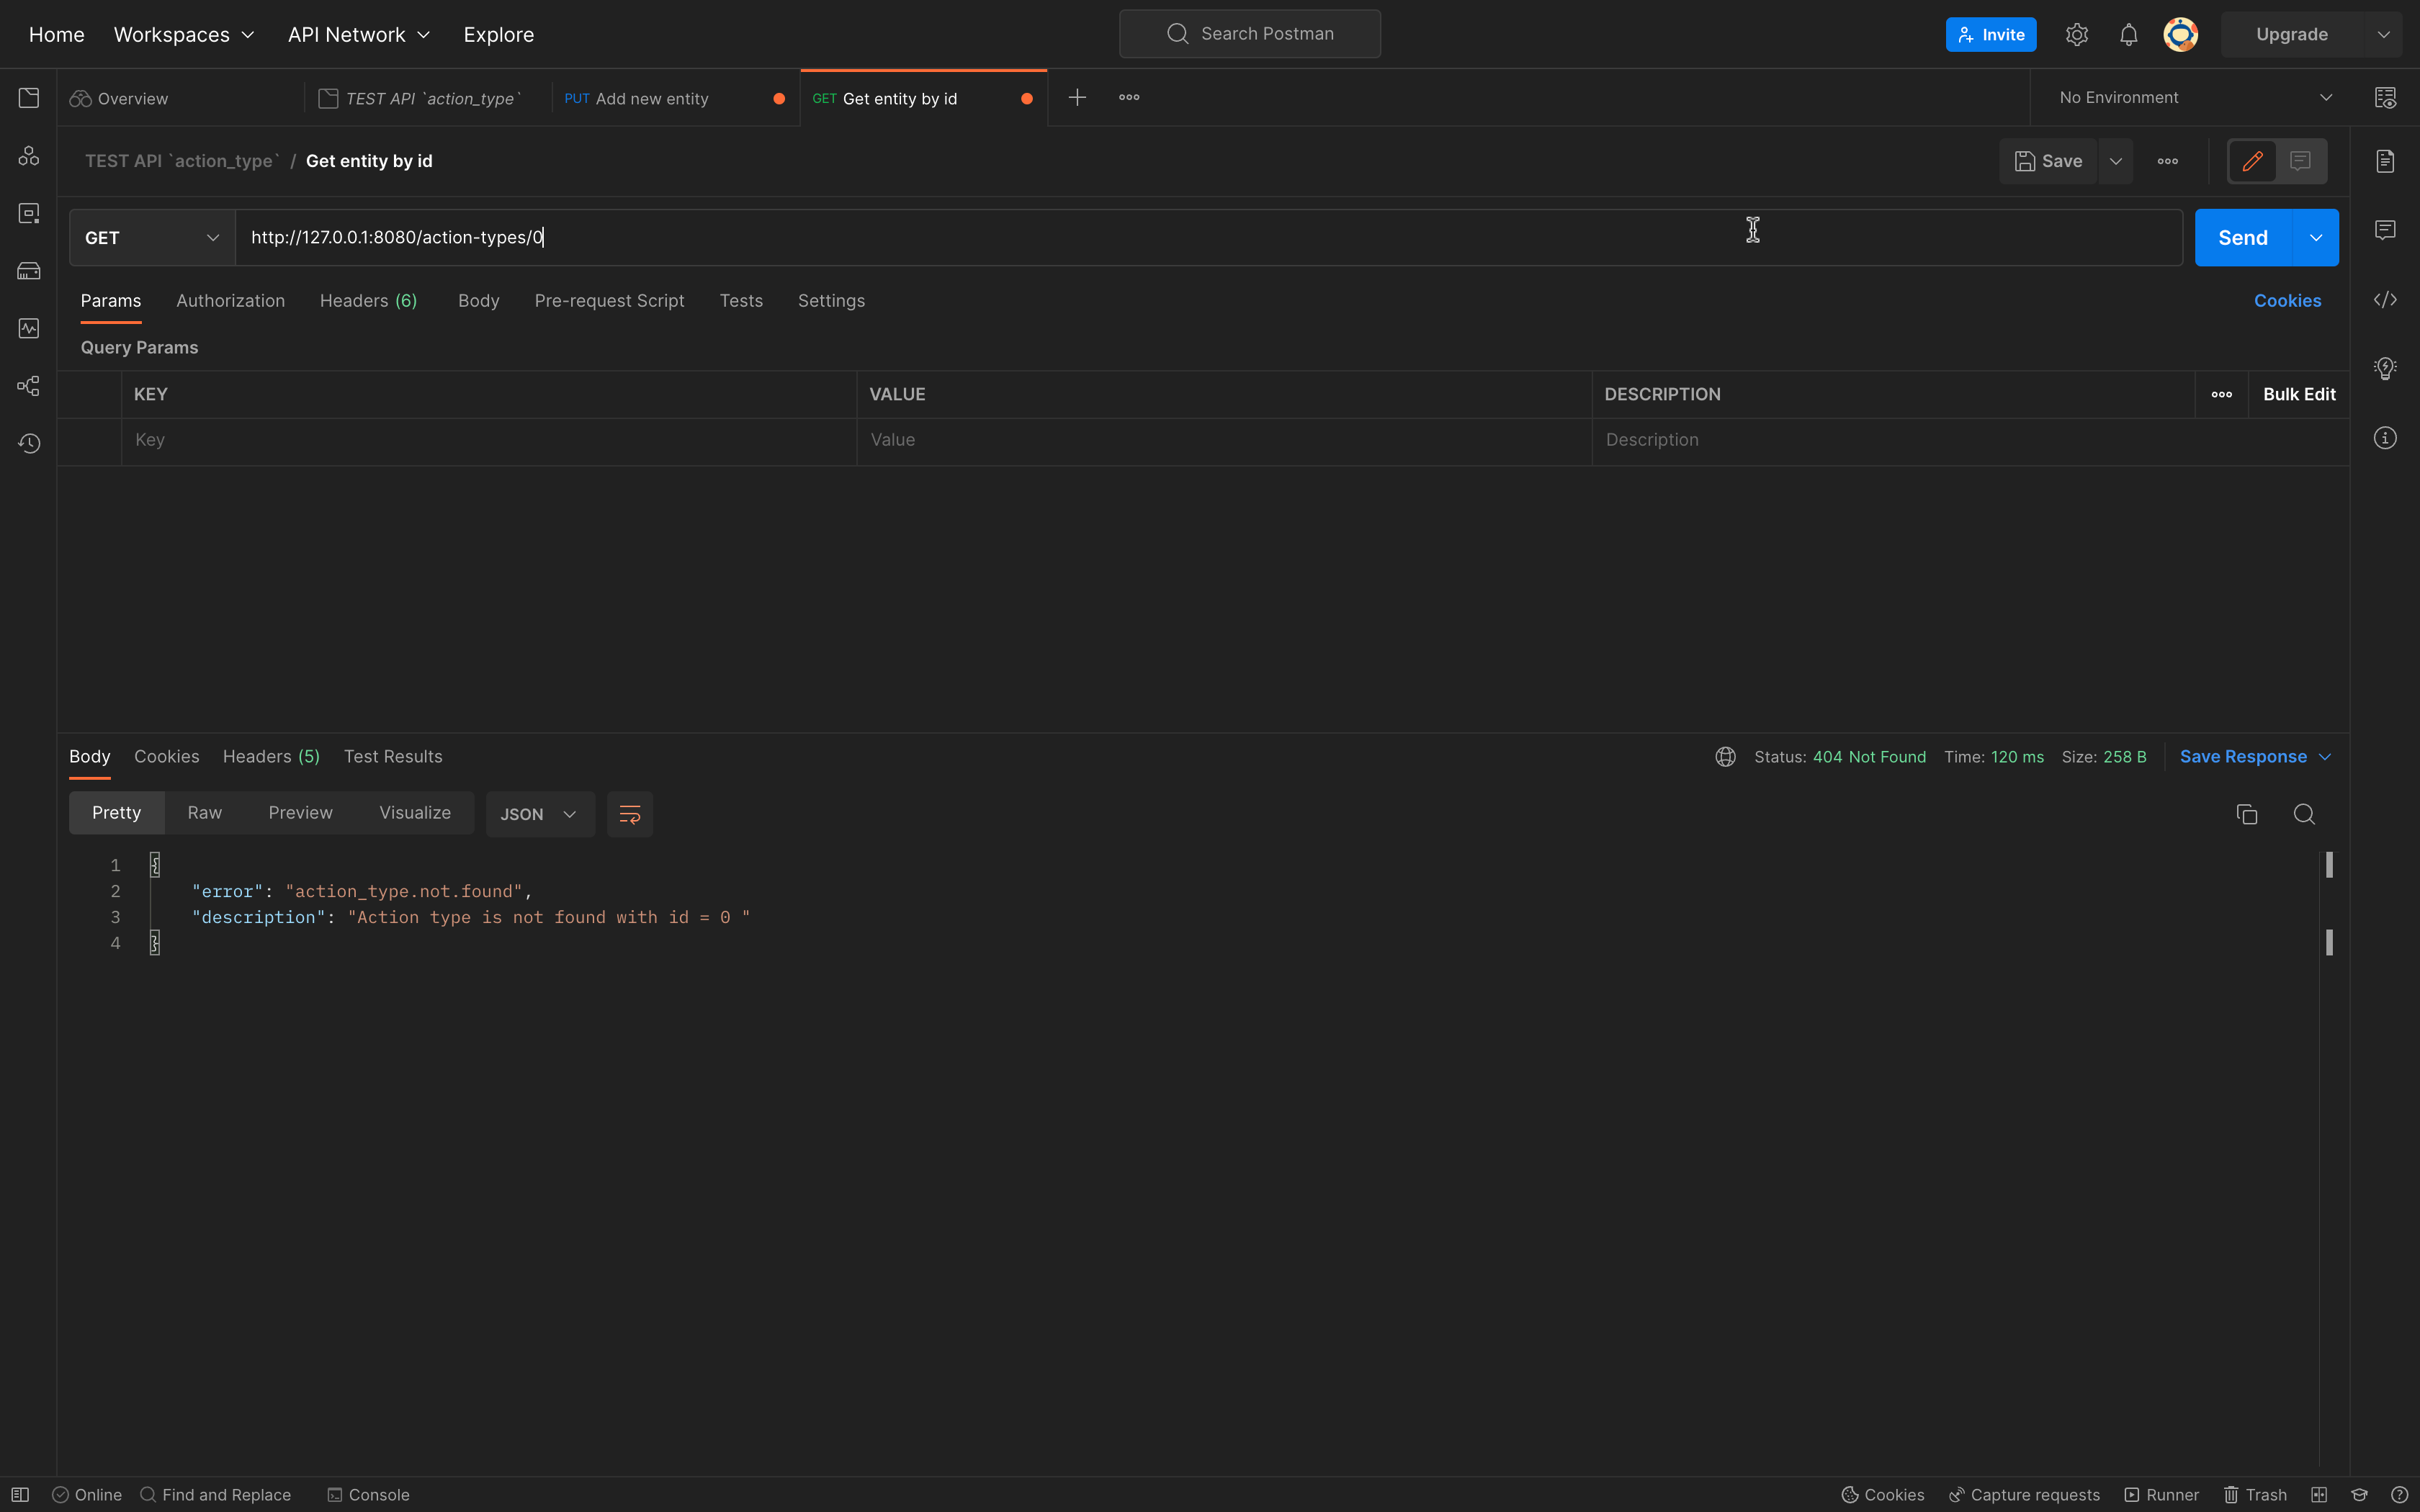 Home Workspaces API Network Explore Search Postman Invite Upgrade
Overview TEST API `action_type` PUT Add new entity GET Get entity by id No Environment
TEST API `action_type` / Get entity by id Save
GET http://127.0.0.1:8080/action-types/0 Send
Params Authorization Headers (6) Body Pre-request Script Tests Settings Cookies
Query Params
KEY VALUE DESCRIPTION Bulk Edit
Key Value Description
Body Cookies Headers (5) Test Results Status: 404 Not Found Time: 120 ms Size: 258 B Save Response
Pretty Raw Preview Visualize JSON
1 {
2 "error": "action_type.not.found",
3 "description": "Action type is not found with id = 0 "
4 }
Online Find and Replace Console Cookies Capture requests Runner Trash